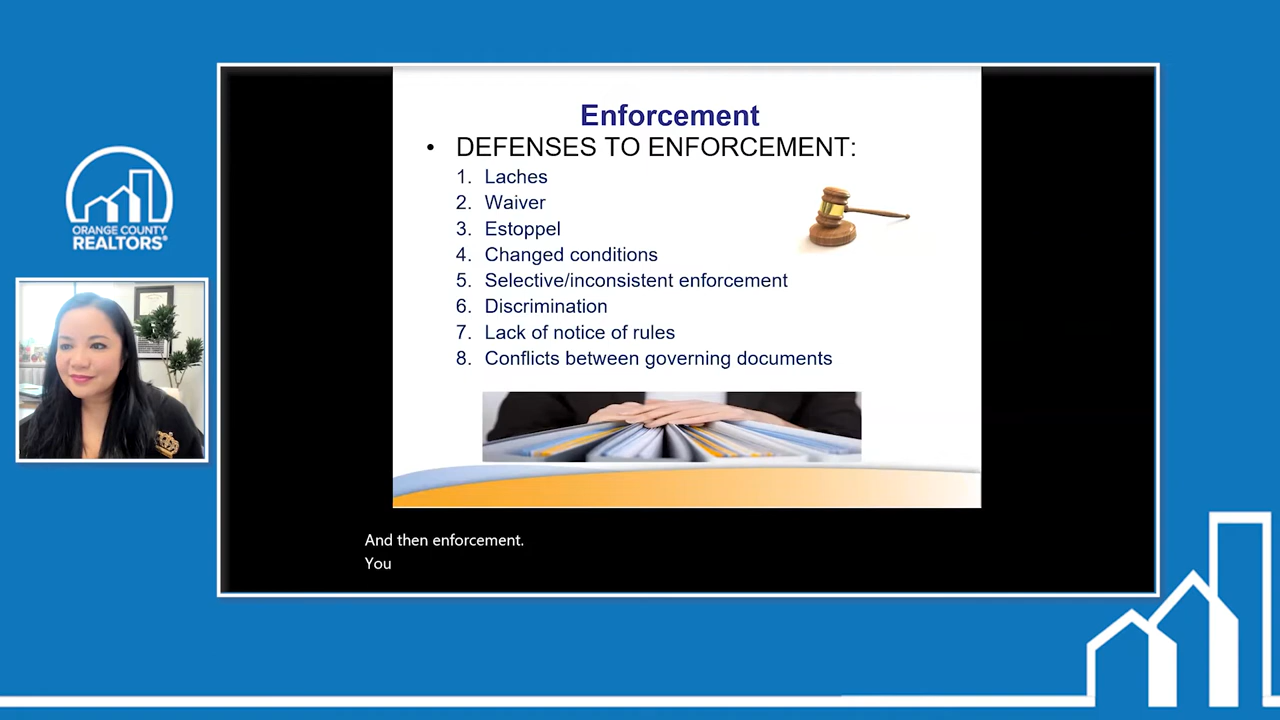 Enforcement
• DEFENSES TO ENFORCEMENT:
1. Laches
2. Waiver
3. Estoppel
4. Changed conditions
5. Selective/inconsistent enforcement
6. Discrimination
7. Lack of notice of rules
8. Conflicts between governing documents
ORANGE COUNTY
REALTORS®
And then enforcement.
You